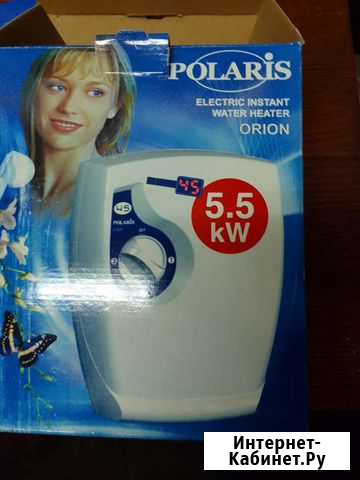 POLARIS
ELECTRIC INSTANT
WATER HEATER
ORION
45
45
POLARIS
5.5
kW
Интернет-
Кабинет.Ру